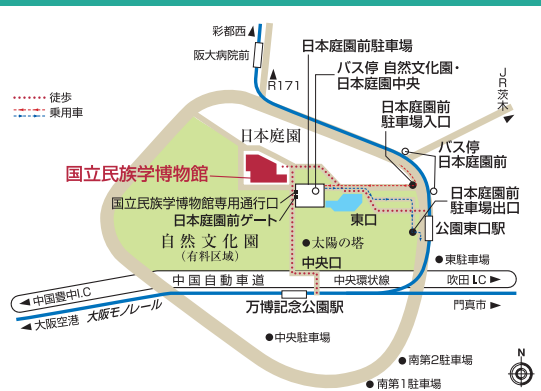 彩都西
阪大病院前
R171
日本庭園前駐車場
バス停 自然文化園・
日本庭園中央
JR茨木
徒歩
乗用車
日本庭園前
駐車場入口
日本庭園
バス停
日本庭園前
国立民族学博物館
国立民族学博物館専用通行口
日本庭園前ゲート
日本庭園前
駐車場出口
東口
公園東口駅
自然文化園
(有料区域)
太陽の塔
中央口
東駐車場
中国自動車道
中央環状線
吹田I.C
中国豊中I.C
大阪空港
大阪モノレール
万博記念公園駅
門真市
中央駐車場
南第2駐車場
南第1駐車場
N